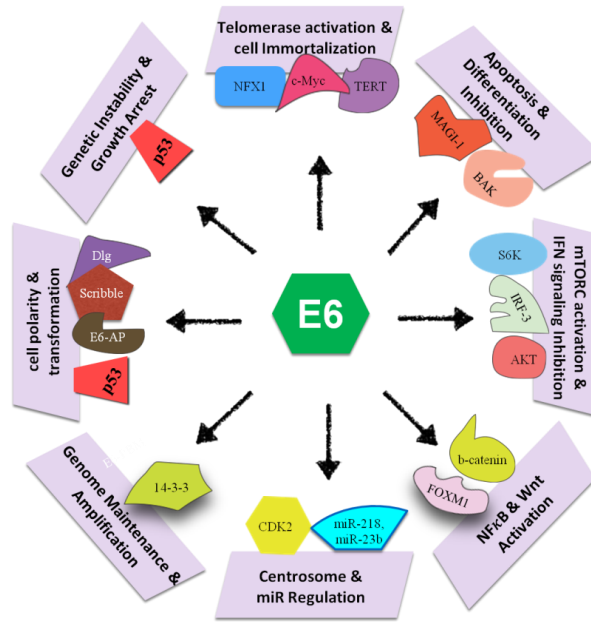 Telomerase activation &
cell Immortalization
NFX1
c-Myc
TERT
Apoptosis &
Differentiation
Inhibition
MAGI-1
BAK
mTORC activation &
IFN signaling Inhibition
S6K
IRF-3
AKT
NFκB & Wnt
Activation
b-catenin
FOXM1
Centrosome &
miR Regulation
CDK2
miR-218,
miR-23b
Genome Maintenance &
Amplification
14-3-3
cell polarity &
transformation
Dlg
Scribble
E6-AP
p53
Genetic Instability &
Growth Arrest
p53
E6